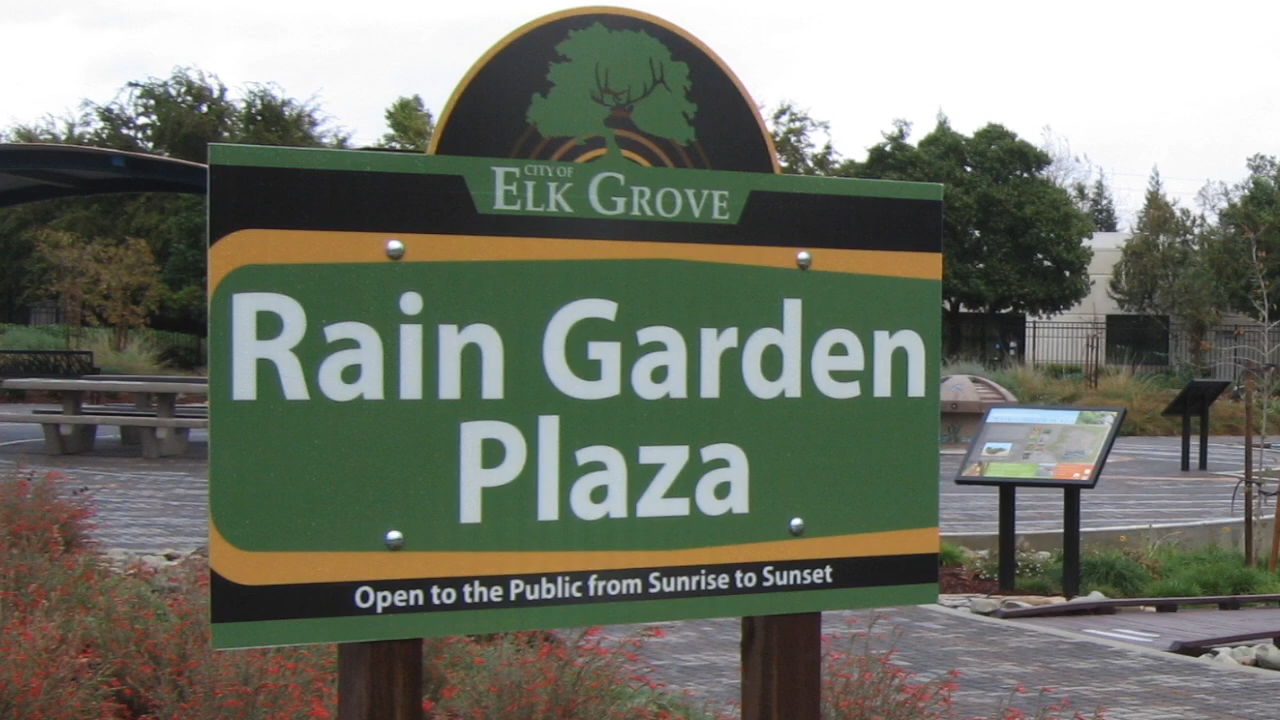 CITY OF
ELK GROVE
Rain Garden
Plaza
Open to the Public from Sunrise to Sunset